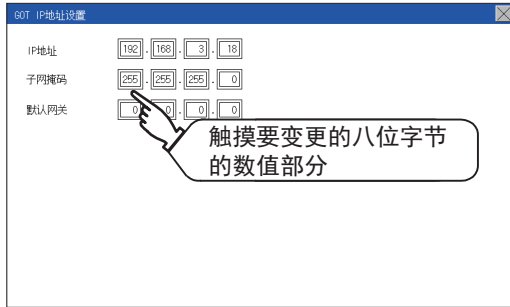 GOT IP地址设置
IP地址 192 . 168 . 3 . 18
子网掩码 255 . 255 . 255 . 0
默认网关 0 . 0 . 0 . 0
触摸要变更的八位字节
的数值部分